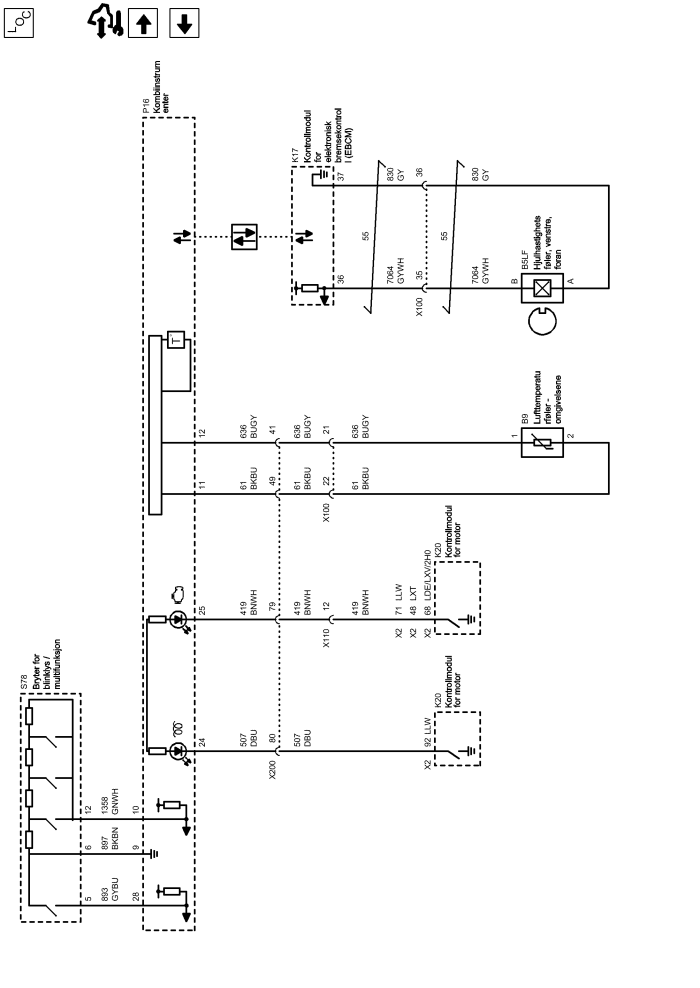 LOC
S78
Bryter for
blinklys /
multifunksjon
5
893
GYBU
28
6
897
BKBN
9
12
1358
GNWH
10
P16
Kombiinstrum
enter
24
507
DBU
80
X200
507
DBU
X2
92 LLW
K20
Kontrollmodul
for motor
25
419
BNWH
79
419
BNWH
X110
12
419
BNWH
X2 71 LLW
X2 48 LXT
X2 68 LDE/LXV/2H0
K20
Kontrollmodul
for motor
T°
11
61
BKBU
49
61
BKBU
X100
22
61
BKBU
12
636
BUGY
41
636
BUGY
21
636
BUGY
1
2
B9
Lufttemperatu
rføler -
omgivelsene
K17
Kontrollmodul
for
elektronisk
bremsekontrol
l (EBCM)
36
37
55
7064
GYWH
830
GY
X100
35
36
55
7064
GYWH
830
GY
B
A
B5LF
Hjulhastighets
føler, venstre,
foran